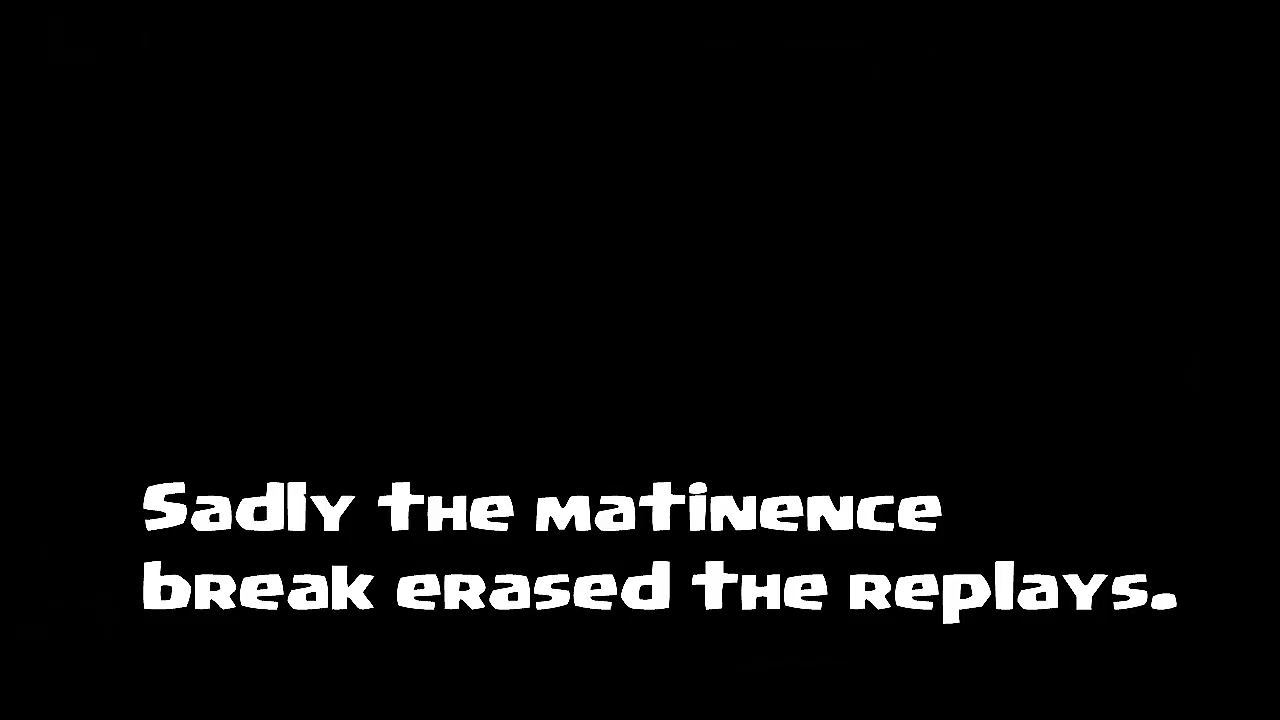 Sadly the matinence
break erased the replays.